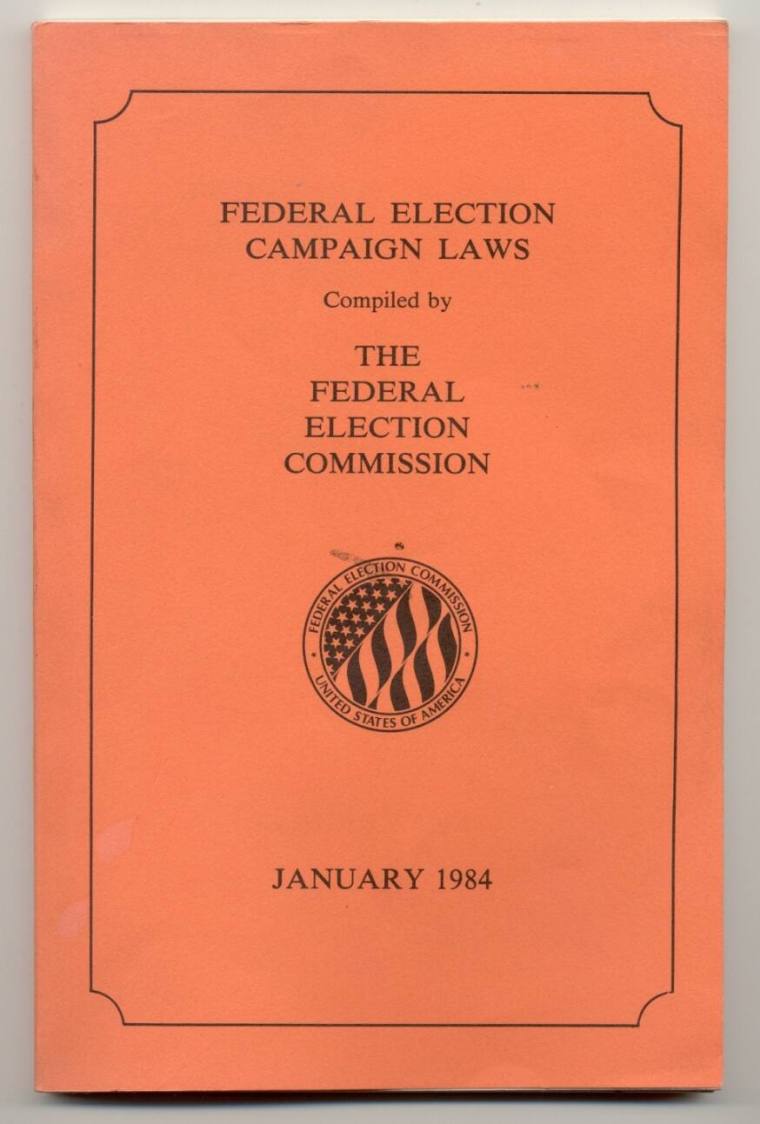 FEDERAL ELECTION
CAMPAIGN LAWS
Compiled by
THE
FEDERAL
ELECTION
COMMISSION
FEDERAL ELECTION COMMISSION
UNITED STATES OF AMERICA
JANUARY 1984